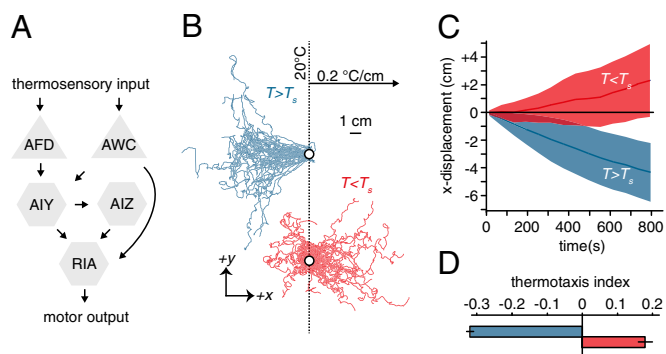 A
thermosensory input
AFD
AWC
AIY
AIZ
RIA
motor output
B
20°C
T>Ts
0.2 °C/cm
1 cm
T<Ts
+y
+x
C
x-displacement (cm)
+4
+2
0
-2
-4
-6
T<Ts
T>Ts
0 200 400 600 800
time(s)
D
thermotaxis index
-0.3 -0.2 -0.1 0 0.1 0.2